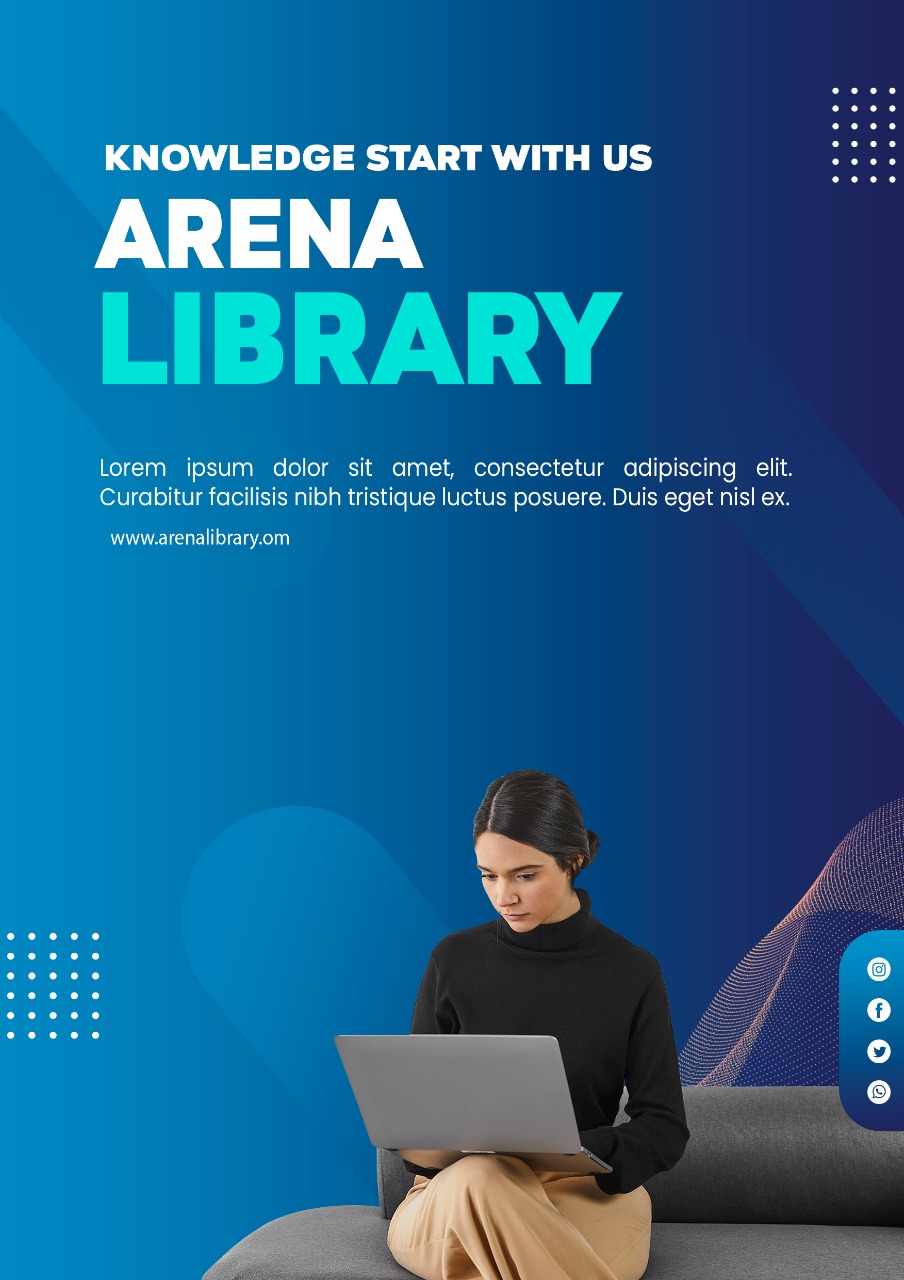 KNOWLEDGE START WITH US
ARENA
LIBRARY
Lorem ipsum dolor sit amet, consectetur adipiscing elit.
Curabitur facilisis nibh tristique luctus posuere. Duis eget nisl ex.
www.arenalibrary.om